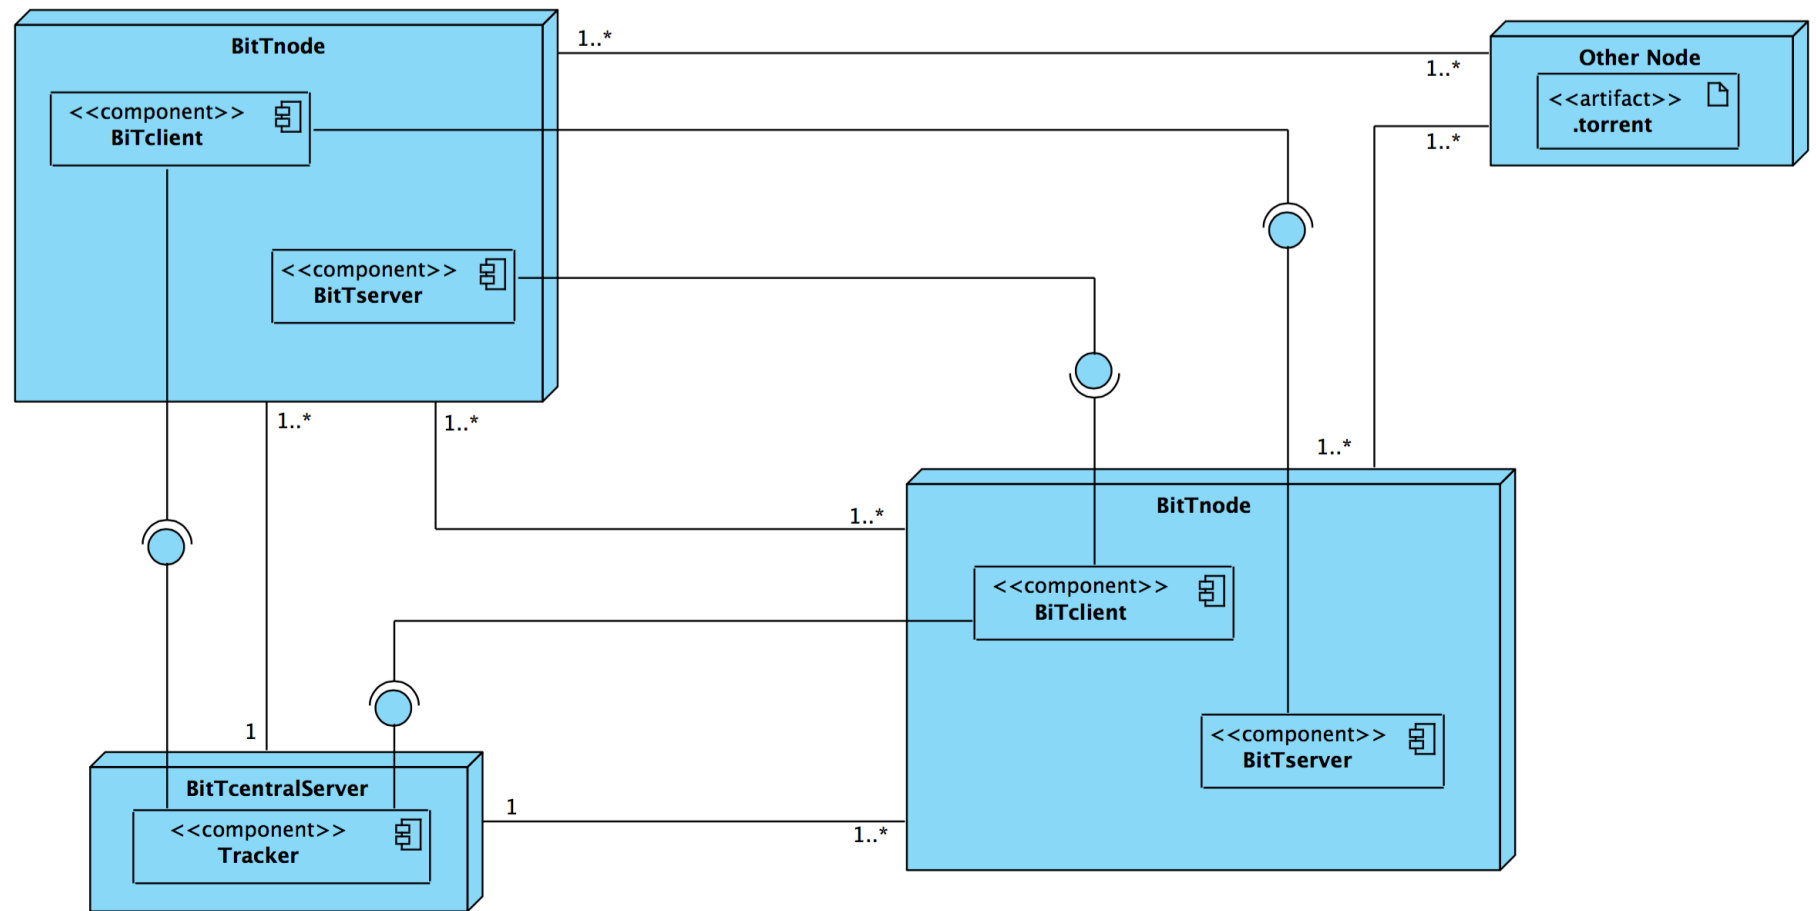 BitTnode
<<component>>
BiTclient
<<component>>
BitTserver
1..*
1..*
Other Node
<<artifact>>
.torrent
1..*
1..*
1..*
1..*
1..*
BitTnode
<<component>>
BiTclient
<<component>>
BitTserver
1
BitTcentralServer
<<component>>
Tracker
1
1..*